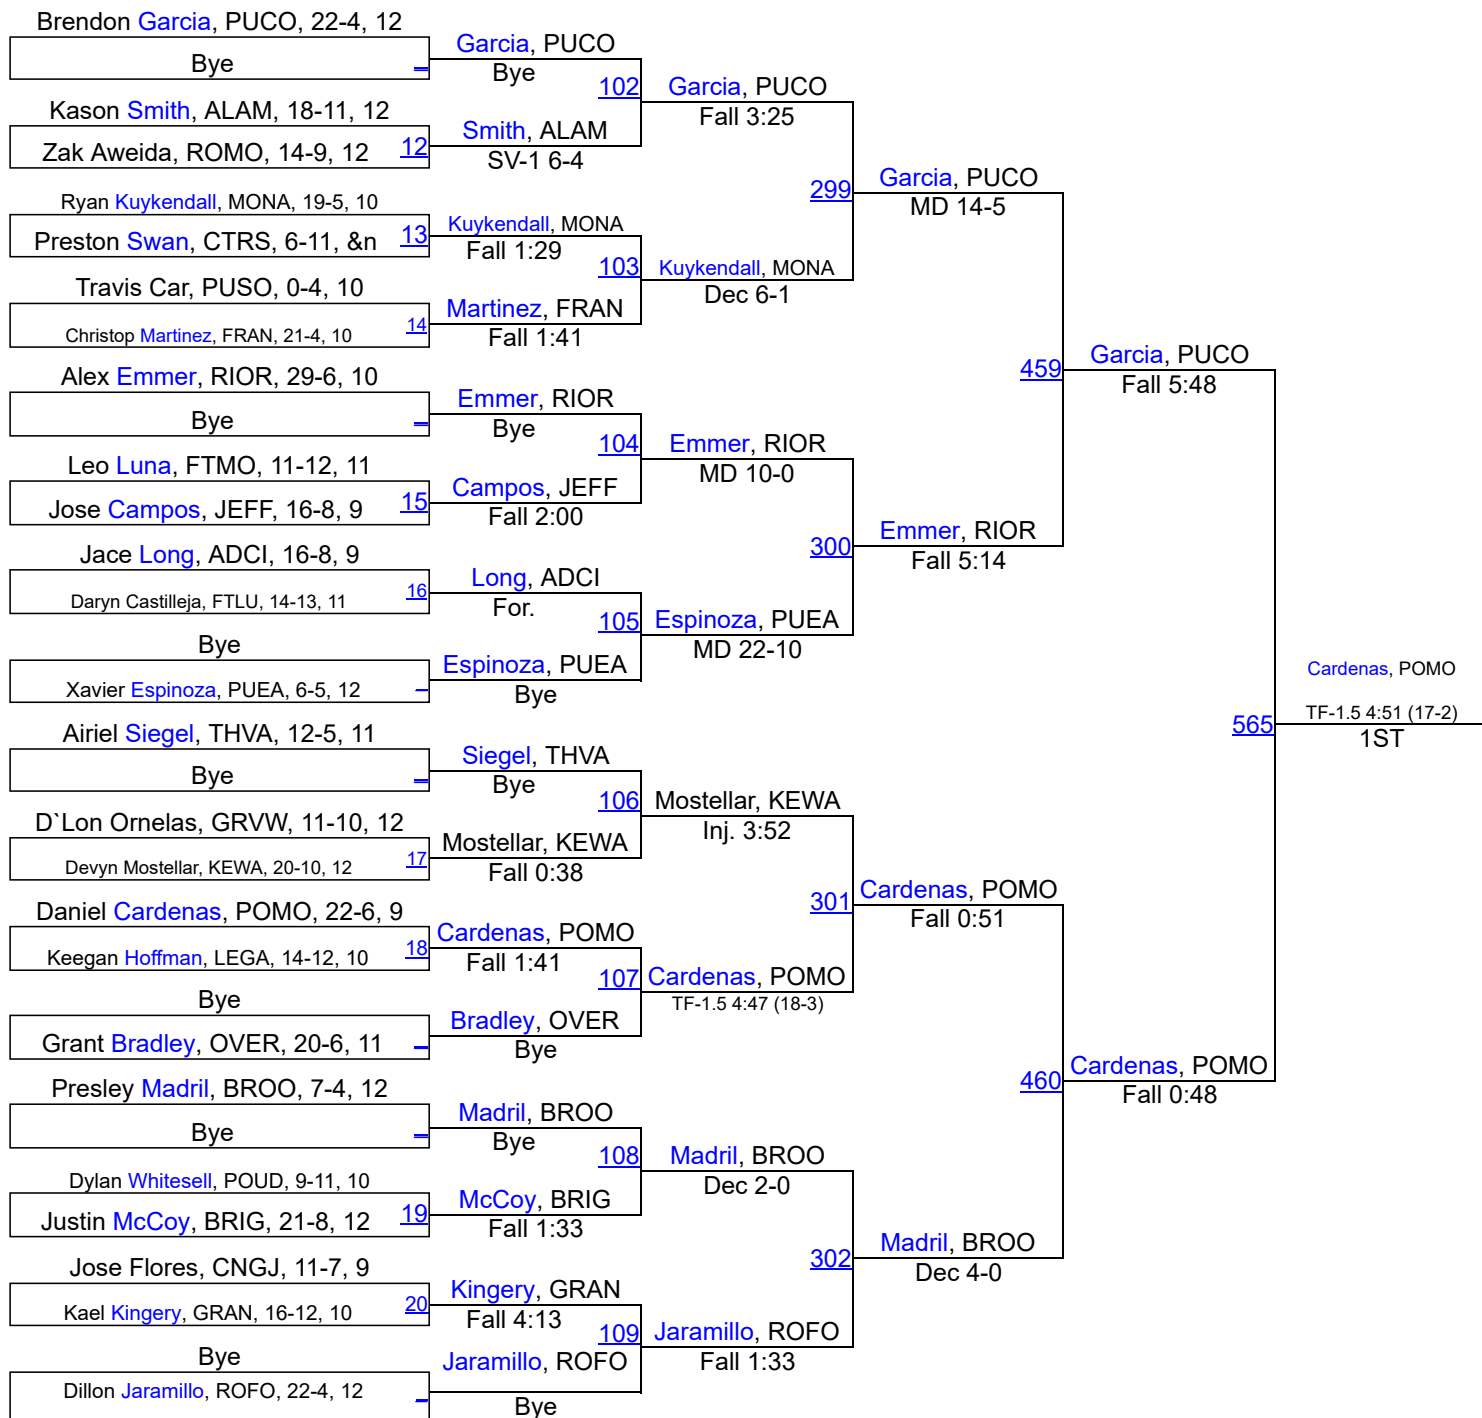 Brendon Garcia, PUCO, 22-4, 12
Bye
Kason Smith, ALAM, 18-11, 12
Zak Aweida, ROMO, 14-9, 12
12
Ryan Kuykendall, MONA, 19-5, 10
Preston Swan, CTRS, 6-11, &n
13
Travis Car, PUSO, 0-4, 10
Christop Martinez, FRAN, 21-4, 10
14
Alex Emmer, RIOR, 29-6, 10
Bye
Leo Luna, FTMO, 11-12, 11
Jose Campos, JEFF, 16-8, 9
15
Jace Long, ADCI, 16-8, 9
Daryn Castilleja, FTLU, 14-13, 11
16
Bye
Xavier Espinoza, PUEA, 6-5, 12
Airiel Siegel, THVA, 12-5, 11
Bye
D`Lon Ornelas, GRVW, 11-10, 12
Devyn Mostellar, KEWA, 20-10, 12
17
Daniel Cardenas, POMO, 22-6, 9
Keegan Hoffman, LEGA, 14-12, 10
18
Bye
Grant Bradley, OVER, 20-6, 11
Presley Madril, BROO, 7-4, 12
Bye
Dylan Whitesell, POUD, 9-11, 10
Justin McCoy, BRIG, 21-8, 12
19
Jose Flores, CNGJ, 11-7, 9
Kael Kingery, GRAN, 16-12, 10
20
Bye
Dillon Jaramillo, ROFO, 22-4, 12
Garcia, PUCO
Bye
102
Smith, ALAM
SV-1 6-4
Kuykendall, MONA
Fall 1:29
103
Martinez, FRAN
Fall 1:41
Emmer, RIOR
Bye
104
Campos, JEFF
Fall 2:00
Long, ADCI
For.
105
Espinoza, PUEA
Bye
Siegel, THVA
Bye
106
Mostellar, KEWA
Fall 0:38
Cardenas, POMO
Fall 1:41
107
Bradley, OVER
Bye
Madril, BROO
Bye
108
McCoy, BRIG
Fall 1:33
Kingery, GRAN
Fall 4:13
109
Jaramillo, ROFO
Bye
Garcia, PUCO
Fall 3:25
299
Kuykendall, MONA
Dec 6-1
Emmer, RIOR
MD 10-0
300
Espinoza, PUEA
MD 22-10
Mostellar, KEWA
Inj. 3:52
301
Cardenas, POMO
TF-1.5 4:47 (18-3)
Madril, BROO
Dec 2-0
302
Jaramillo, ROFO
Fall 1:33
Garcia, PUCO
MD 14-5
459
Emmer, RIOR
Fall 5:14
Cardenas, POMO
Fall 0:51
460
Madril, BROO
Dec 4-0
Garcia, PUCO
Fall 5:48
565
Cardenas, POMO
Fall 0:48
Cardenas, POMO
TF-1.5 4:51 (17-2)
1ST